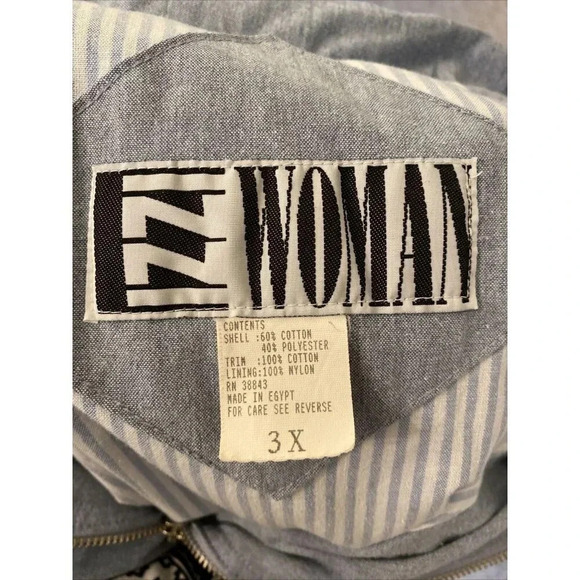 WOMAN
CONTENTS
SHELL :60% COTTON
40% POLYESTER
TRIM :100% COTTON
LINING:100% NYLON
RN 38843
MADE IN EGYPT
FOR CARE SEE REVERSE
3X